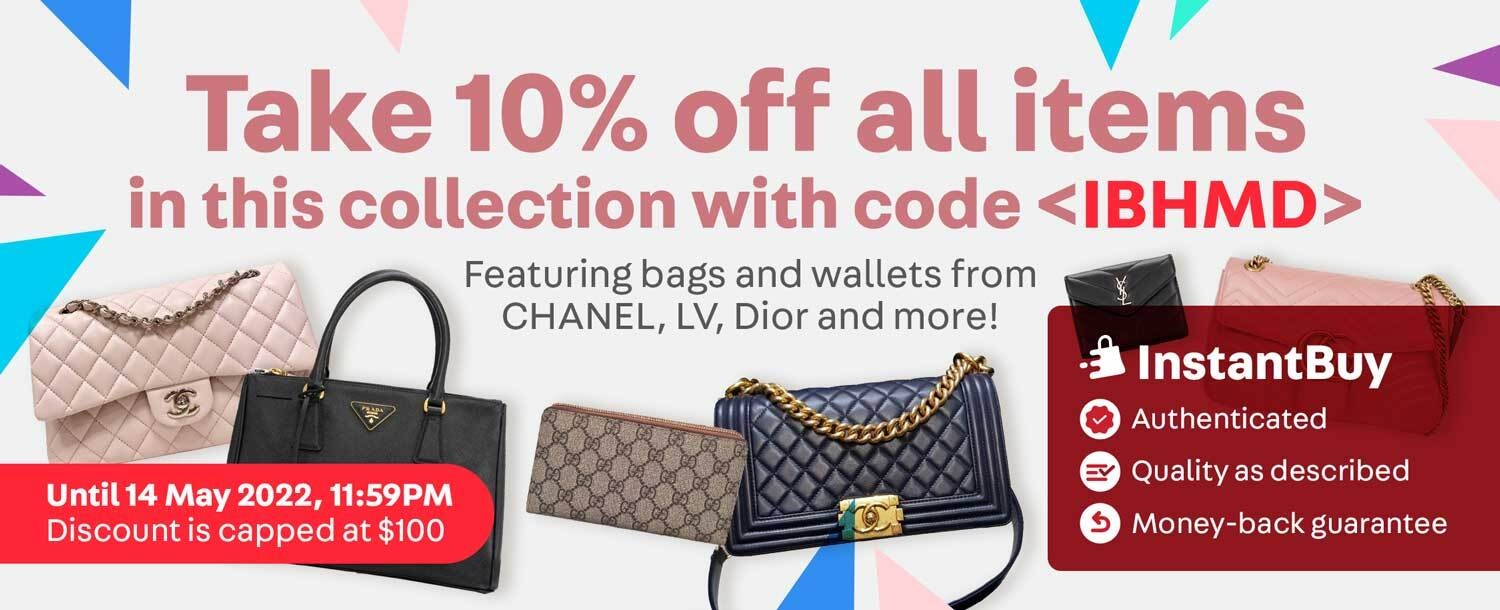 Take 10% off all items
in this collection with code <IBHMD>
Featuring bags and wallets from
CHANEL, LV, Dior and more!
PRADA
YSL
InstantBuy
Authenticated
Quality as described
Money-back guarantee
Until 14 May 2022, 11:59PM
Discount is capped at $100